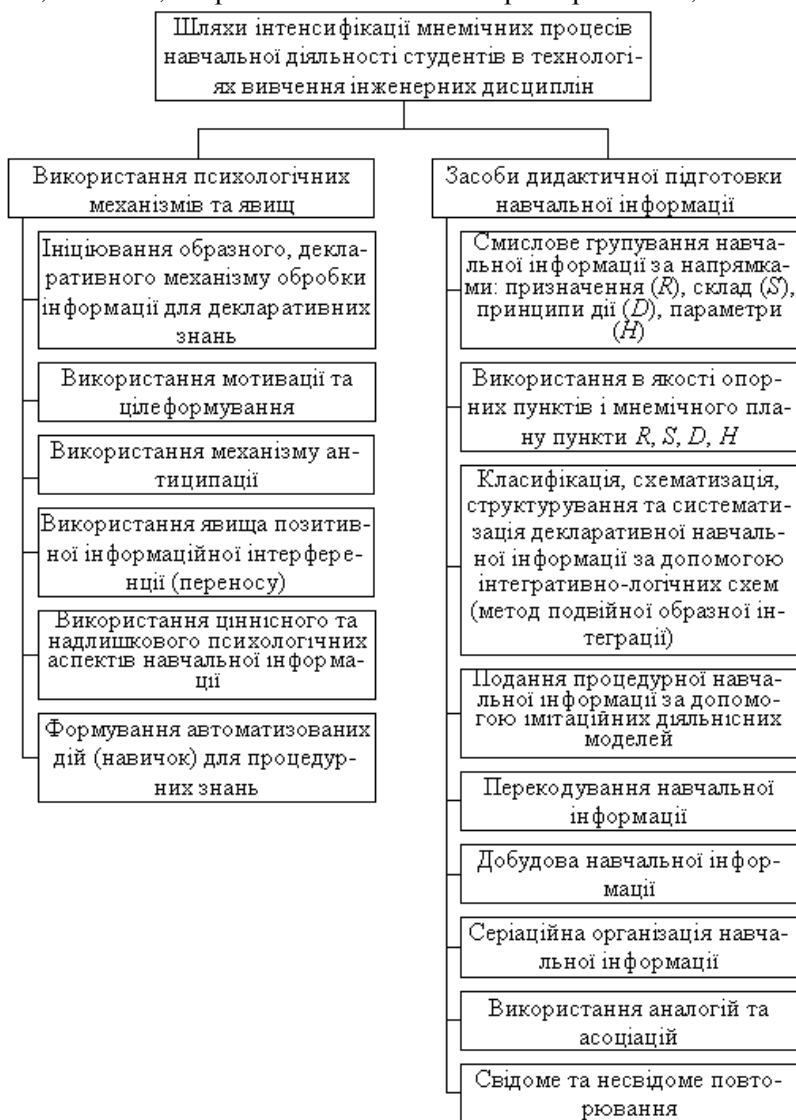 Шляхи інтенсифікації мнемічних процесів
навчальної діяльності студентів в технологі-
ях вивчення інженерних дисциплін
Використання психологічних
механізмів та явищ
Ініціювання образного, декла-
ративного механізму обробки
інформації для декларативних
знань
Використання мотивації та
цілеформування
Використання механізму ан-
тиципації
Використання явища позитив-
ної інформаційної інтерфере-
нції (переносу)
Використання ціннісного та
надлишкового психологічних
аспектів навчальної інформа-
ції
Формування автоматизованих
дій (навичок) для процедур-
них знань
Засоби дидактичної підготовки
навчальної інформації
Смислове групування навча-
льної інформації за напрямка-
ми: призначення (R), склад (S),
принципи дії (D), параметри
(H)
Використання в якості опор-
них пунктів і мнемічного пла-
ну пункти R, S, D, H
Класифікація, схематизація,
структурування та системати-
зація декларативної навчаль-
ної інформації за допомогою
інтегративно-логічних схем
(метод подвійної образної ін-
теграції)
Подання процедурної навча-
льної інформації за допомо-
гою імітаційних діяльнісних
моделей
Перекодування навчальної
інформації
Добудова навчальної інфор-
мації
Серіаційна організація навча-
льної інформації
Використання аналогій та
асоціацій
Свідоме та несвідоме повто-
рювання